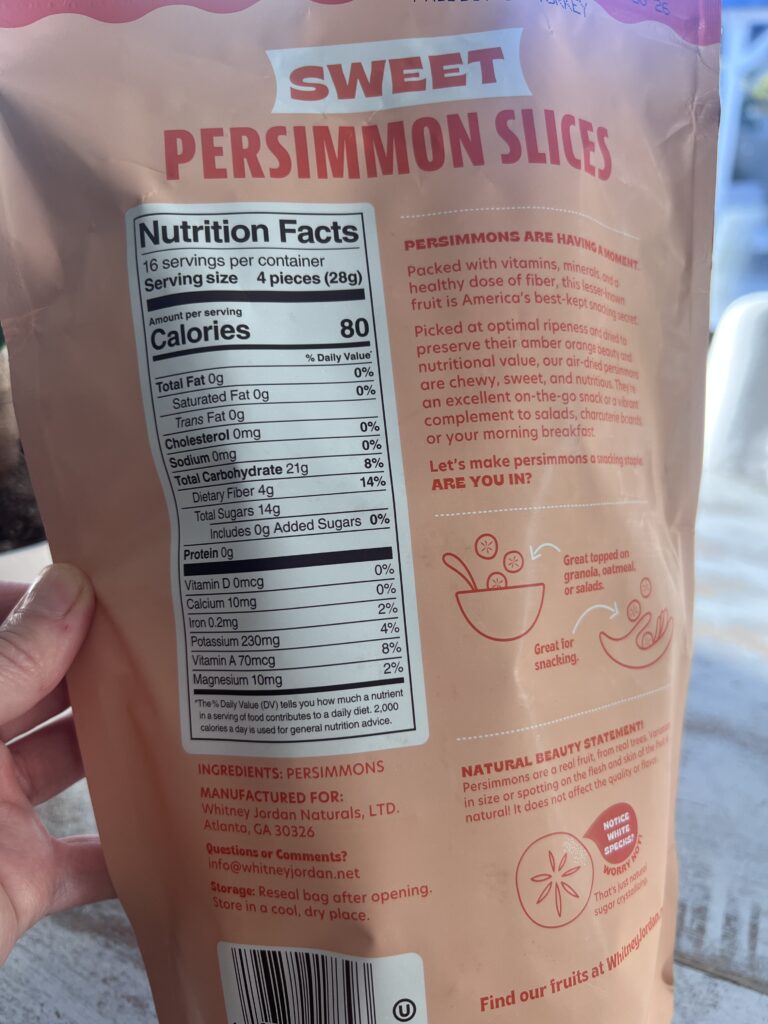 SWEET
PERSIMMON SLICES
Nutrition Facts
16 servings per container
Serving size 4 pieces (28g)
Amount per serving
Calories 80
% Daily Value*
Total Fat 0g 0%
Saturated Fat 0g 0%
Trans Fat 0g
Cholesterol 0mg 0%
Sodium 0mg 0%
Total Carbohydrate 21g 8%
Dietary Fiber 4g 14%
Total Sugars 14g
Includes 0g Added Sugars 0%
Protein 0g
Vitamin D 0mcg 0%
Calcium 10mg 0%
Iron 0.2mg 2%
Potassium 230mg 4%
Vitamin A 70mcg 8%
Magnesium 10mg 2%
*The % Daily Value (DV) tells you how much a nutrient
in a serving of food contributes to a daily diet. 2,000
calories a day is used for general nutrition advice.
INGREDIENTS: PERSIMMONS
MANUFACTURED FOR:
Whitney Jordan Naturals, LTD.
Atlanta, GA 30326
Questions or Comments?
info@whitneyjordan.net
Storage: Reseal bag after opening.
Store in a cool, dry place.
PERSIMMONS ARE HAVING A MOMENT
Packed with vitamins, minerals, and a
healthy dose of fiber, this lesser-known
fruit is America's best-kept snacking secret.
Picked at optimal ripeness and dried to
preserve their amber orange beauty and
nutritional value, our air-dried persimmons
are chewy, sweet, and nutritious. They're
an excellent on-the-go snack or a vibrant
complement to salads, charcuterie boards
or your morning breakfast.
Let's make persimmons a snacking staple.
ARE YOU IN?
Great topped on
granola, oatmeal,
or salads.
Great for
snacking.
NATURAL BEAUTY STATEMENT!
Persimmons are a real fruit, from real trees. Variation
in size or spotting on the flesh and skin of the fruit is
natural! It does not affect the quality or flavor.
NOTICE
WHITE
SPECKS?
WORRY NOT!
That's just natural
sugar crystallizing.
Find our fruits at WhitneyJordan.
U